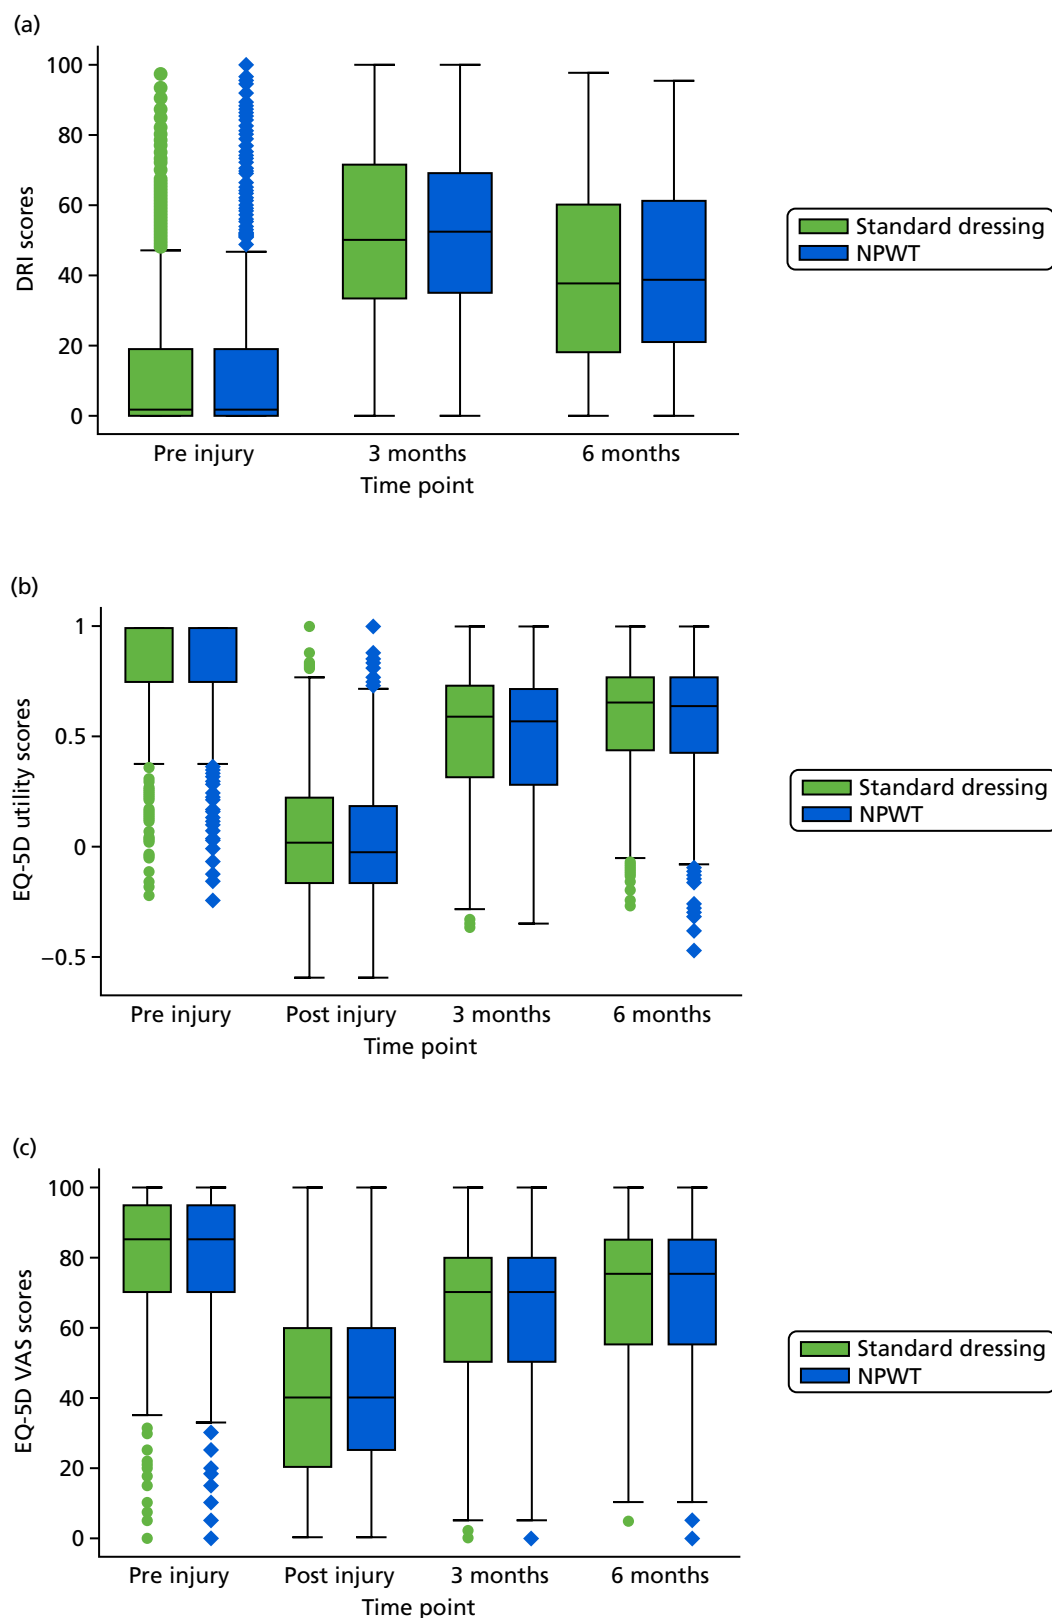 (a)
DRI scores
100
80
60
40
20
0
Pre injury
3 months
6 months
Time point
Standard dressing
NPWT
(b)
EQ-5D utility scores
1
0.5
0
−0.5
Pre injury
Post injury
3 months
6 months
Time point
Standard dressing
NPWT
(c)
EQ-5D VAS scores
100
80
60
40
20
0
Pre injury
Post injury
3 months
6 months
Time point
Standard dressing
NPWT